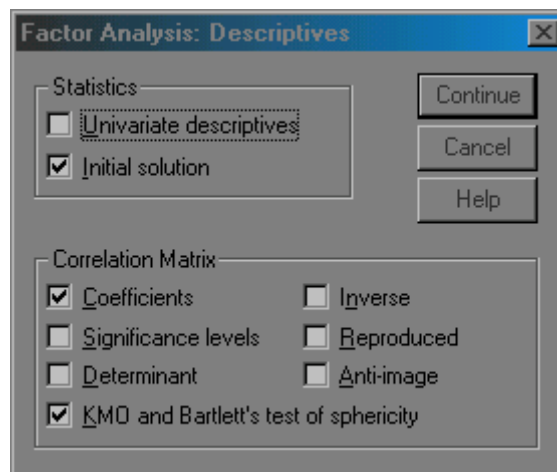 Factor Analysis: Descriptives
Statistics
Univariate descriptives
Initial solution
Continue
Cancel
Help
Correlation Matrix
Coefficients
Inverse
Significance levels
Reproduced
Determinant
Anti-image
KMO and Bartlett's test of sphericity